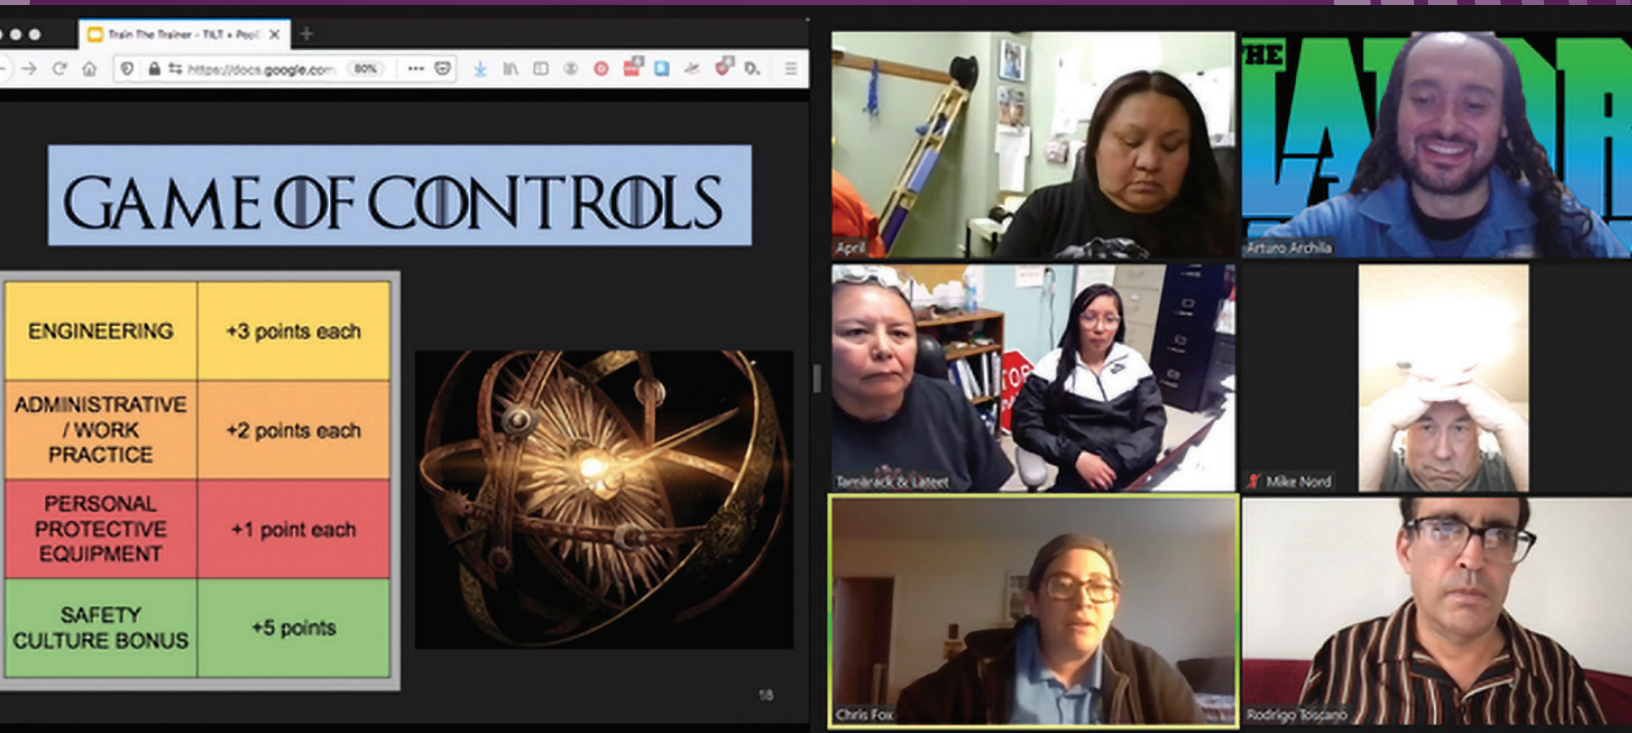 Train The Trainer - TILT + Pool
https://docs.google.com
80%
GAME OF CONTROLS
ENGINEERING
+3 points each
ADMINISTRATIVE
/ WORK
PRACTICE
+2 points each
PERSONAL
PROTECTIVE
EQUIPMENT
+1 point each
SAFETY
CULTURE BONUS
+5 points
18
April
THE
Arturo Archila
STOP
Tamarack & Lateet
Mike Nord
Chris Fox
Rodrigo Toscano